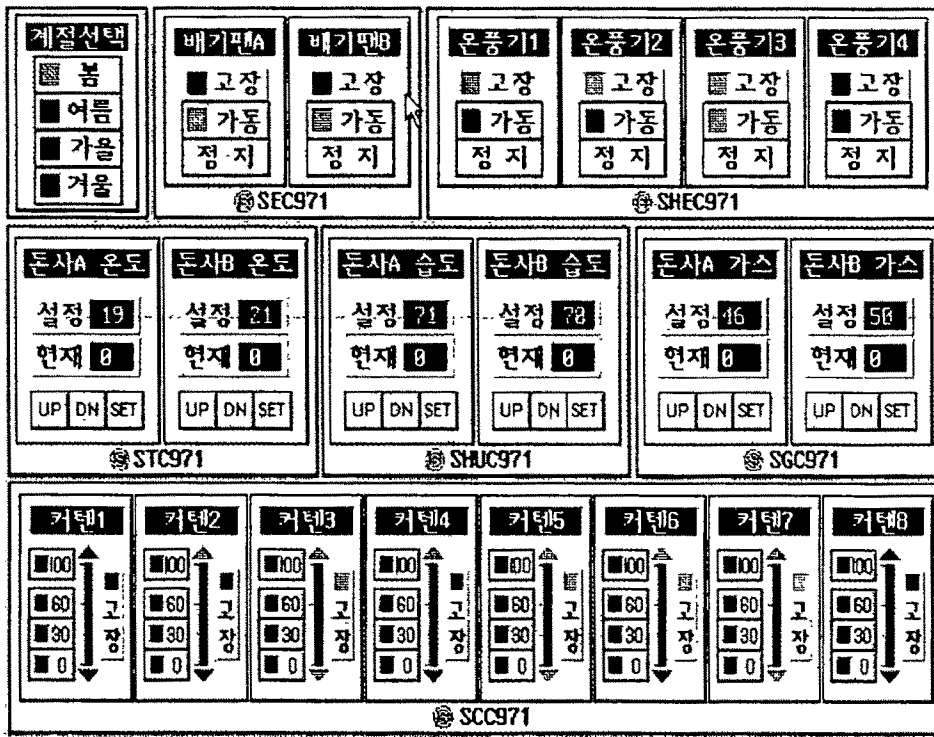 계절선택
봄
여름
가을
겨울
배기팬A 배기팬B
고장 고장
가동 가동
정·지 정 지
SEC971
온풍기1 온풍기2 온풍기3 온풍기4
고장 고장 고장 고장
가동 가동 가동 가동
정 지 정 지 정 지 정 지
SHEC971
돈사A 온도 돈사B 온도
설정 19 설정 21
현재 0 현재 0
UP DN SET UP DN SET
STC971
돈사A 습도 돈사B 습도
설정 71 설정 78
현재 0 현재 0
UP DN SET UP DN SET
SHUC971
돈사A 가스 돈사B 가스
설정 46 설정 50
현재 0 현재 0
UP DN SET UP DN SET
SGC971
커텐1 커텐2 커텐3 커텐4 커텐5 커텐6 커텐7 커텐8
100 100 100 100 100 100 100 100
60 60 60 60 60 60 60 60
30 30 30 30 30 30 30 30
0 0 0 0 0 0 0 0
고장 고장 고장 고장 고장 고장 고장 고장
SCC971